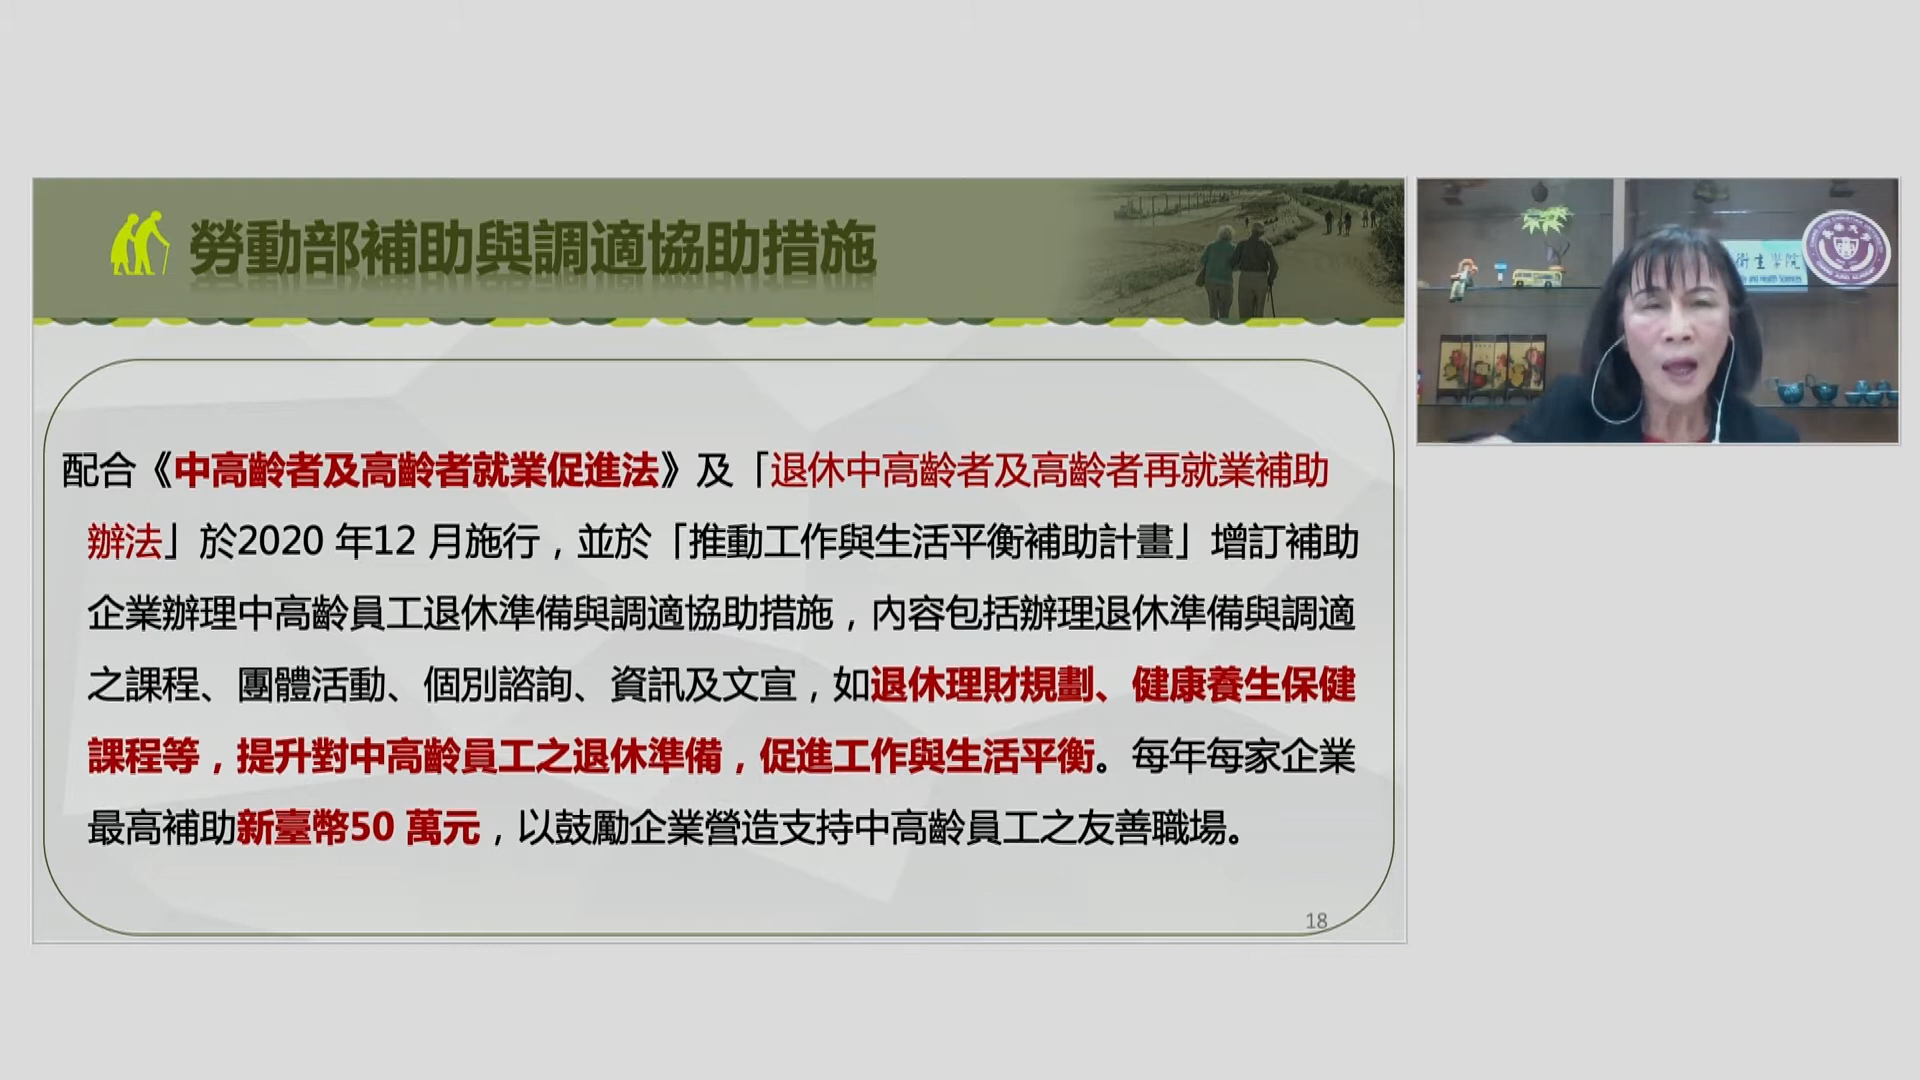 勞動部補助與調適協助措施
配合《中高齡者及高齡者就業促進法》及「退休中高齡者及高齡者再就業補助
辦法」於2020 年12 月施行，並於「推動工作與生活平衡補助計畫」增訂補助
企業辦理中高齡員工退休準備與調適協助措施，內容包括辦理退休準備與調適
之課程、團體活動、個別諮詢、資訊及文宣，如退休理財規劃、健康養生保健
課程等，提升對中高齡員工之退休準備，促進工作與生活平衡。每年每家企業
最高補助新臺幣50 萬元，以鼓勵企業營造支持中高齡員工之友善職場。
18
衛生學院
and Health Sciences